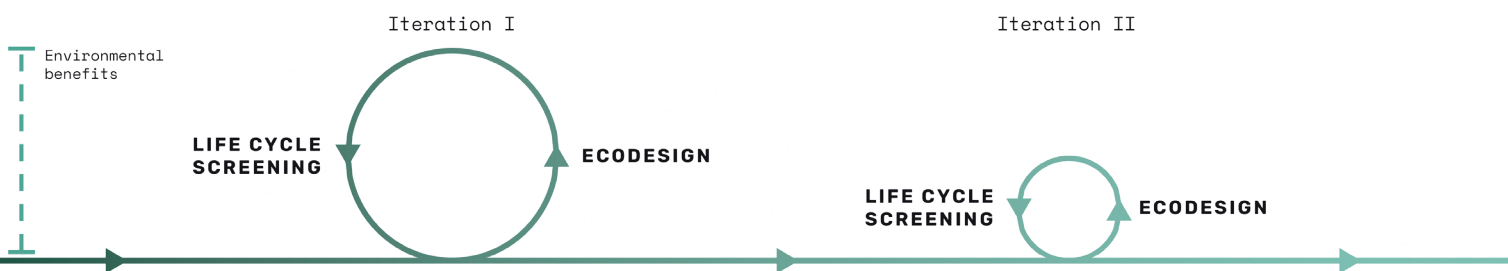 Iteration I
Iteration II
Environmental
benefits
LIFE CYCLE
SCREENING
ECODESIGN
LIFE CYCLE
SCREENING
ECODESIGN